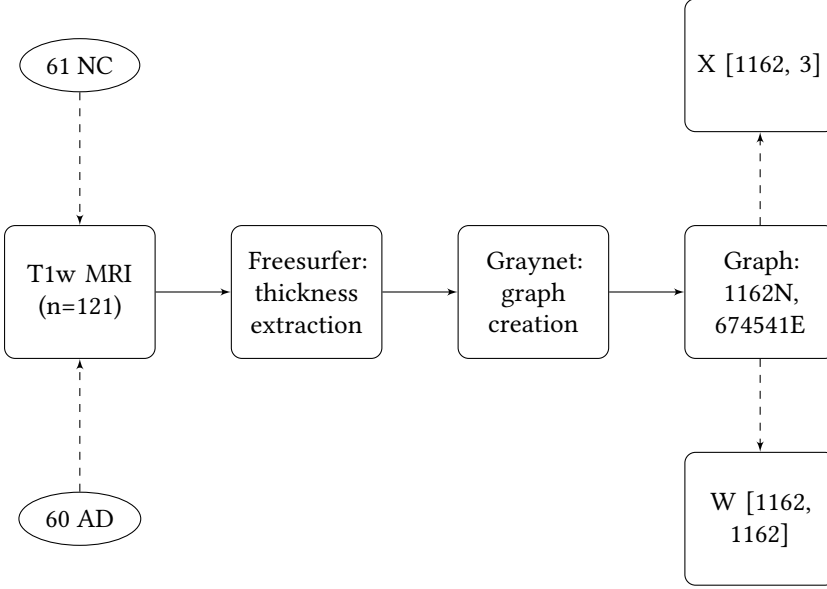 61 NC
X [1162, 3]
T1w MRI
(n=121)
Freesurfer:
thickness
extraction
Graynet:
graph
creation
Graph:
1162N,
674541E
60 AD
W [1162,
1162]